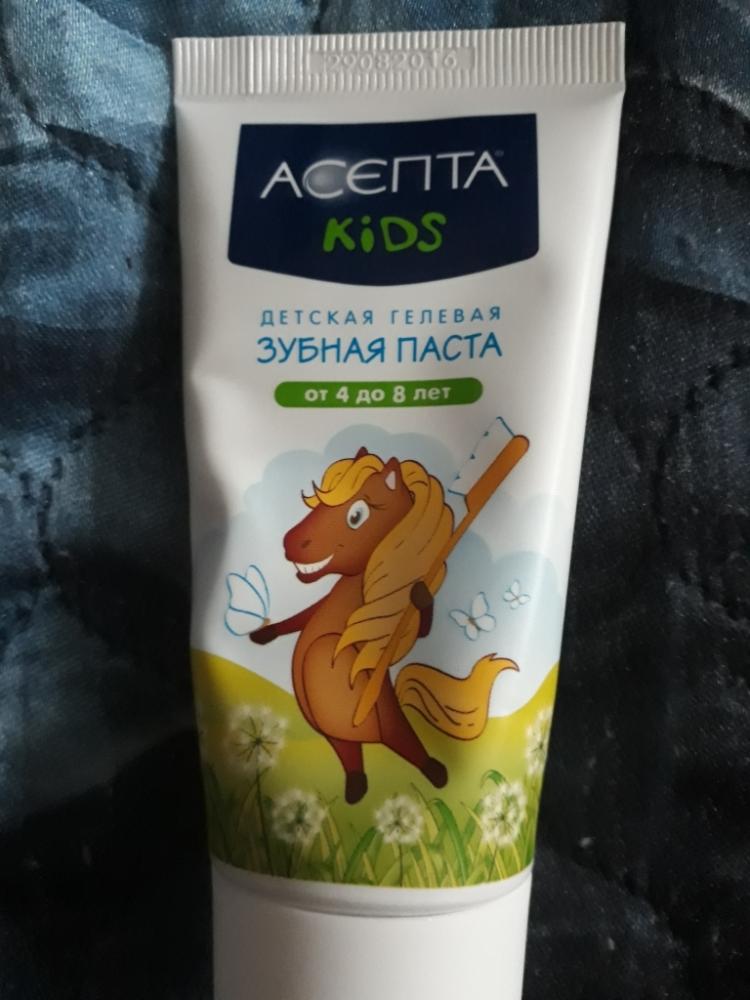 29082016
АСЕПТА®
KiDS
ДЕТСКАЯ ГЕЛЕВАЯ
ЗУБНАЯ ПАСТА
от 4 до 8 лет